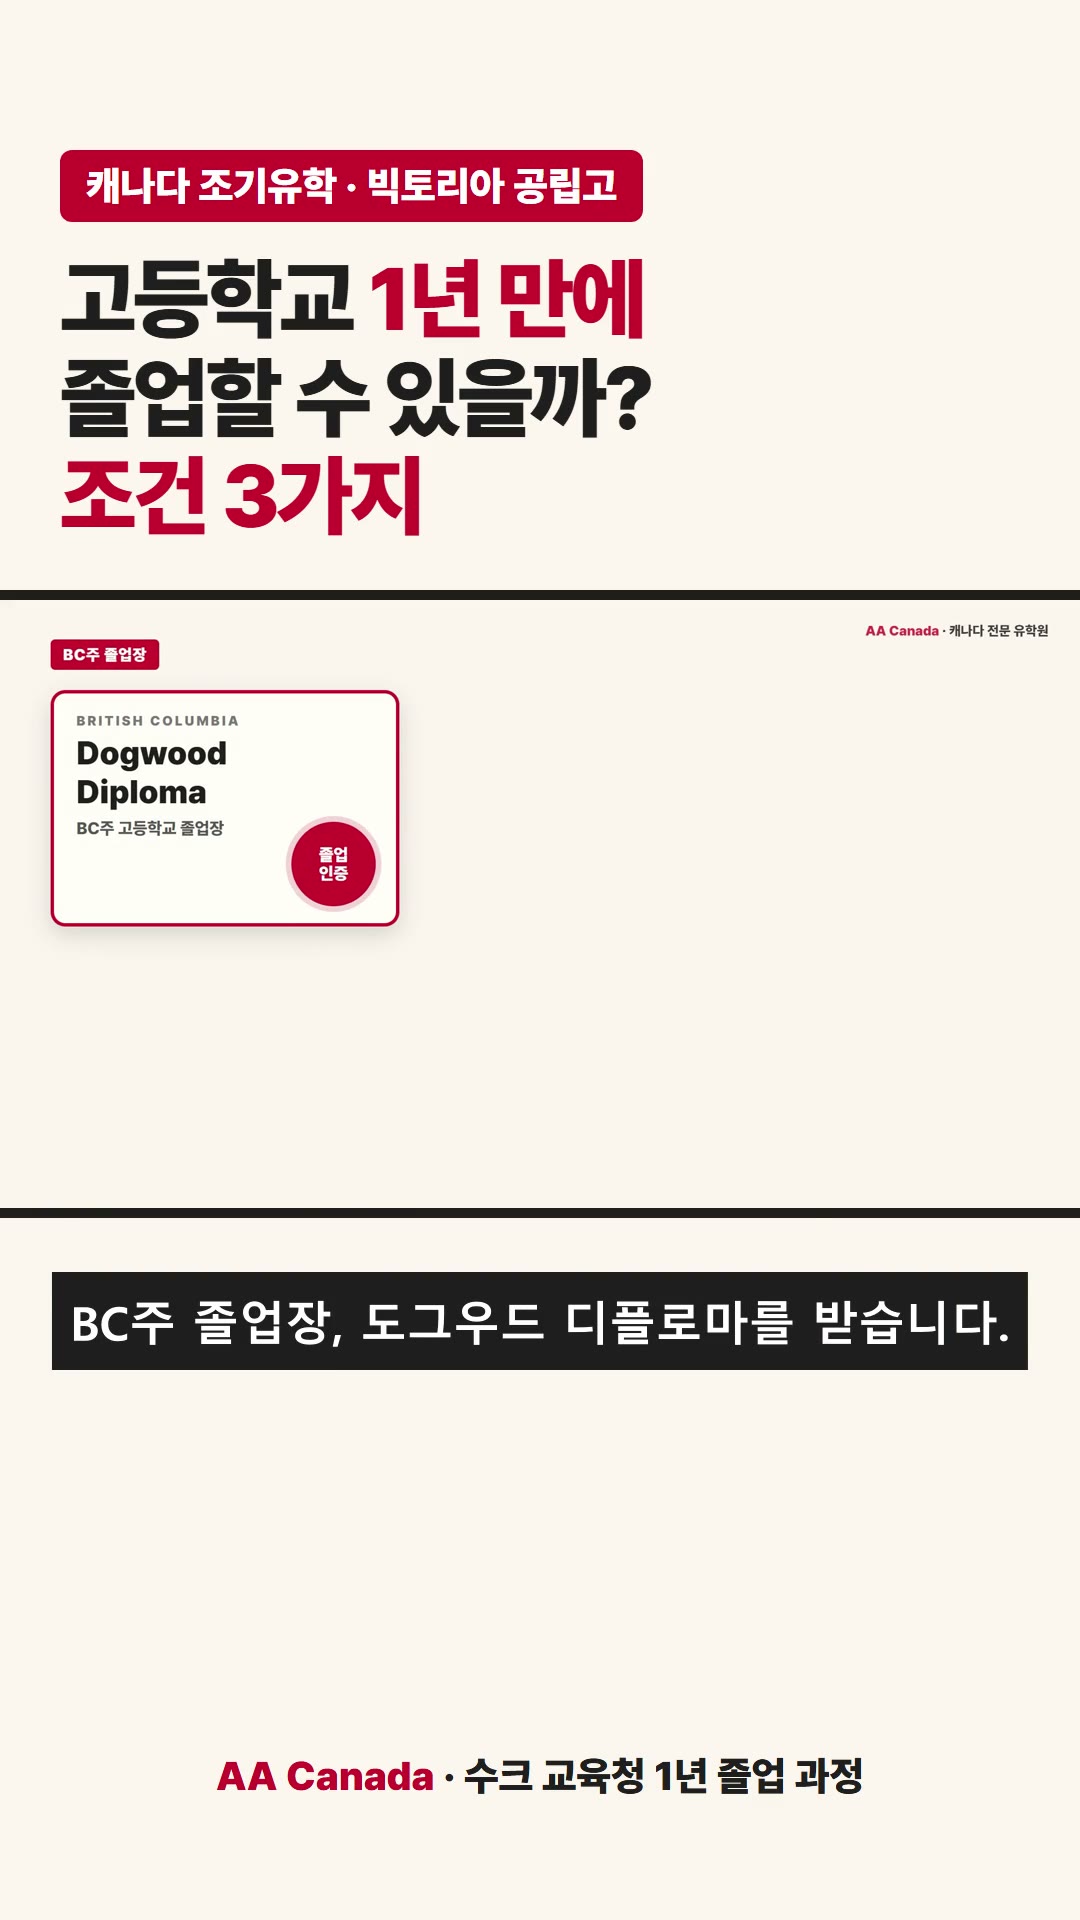 캐나다 조기유학 · 빅토리아 공립고
고등학교 1년 만에
졸업할 수 있을까?
조건 3가지
AA Canada · 캐나다 전문 유학원
BC주 졸업장
BRITISH COLUMBIA
Dogwood
Diploma
BC주 고등학교 졸업장
졸업
인증
BC주 졸업장, 도그우드 디플로마를 받습니다.
AA Canada · 수크 교육청 1년 졸업 과정